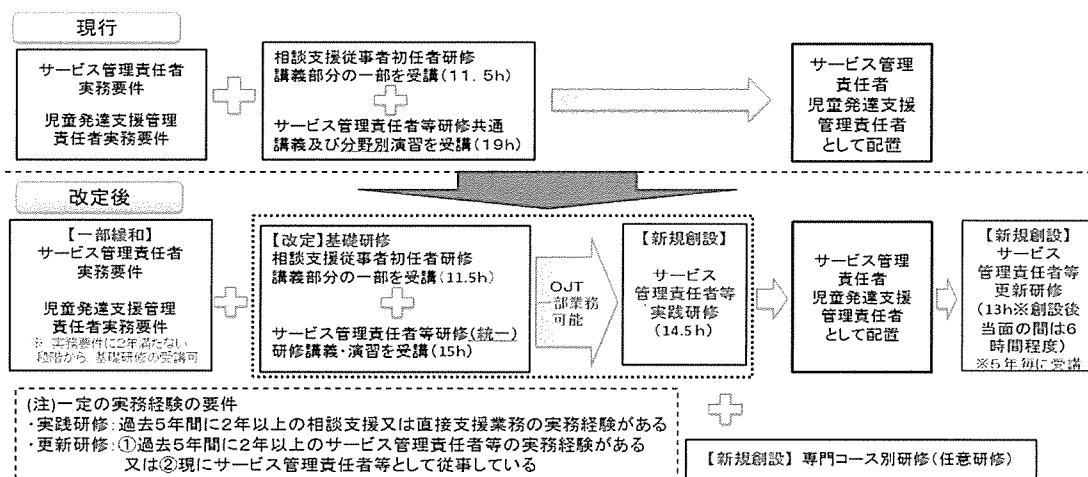 現行
サービス管理責任者
実務要件
児童発達支援管理
責任者実務要件
相談支援従事者初任者研修
講義部分の一部を受講(11.5h)
サービス管理責任者等研修共通
講義及び分野別演習を受講(19h)
サービス管理
責任者
児童発達支援
管理責任者
として配置
改定後
【一部緩和】
サービス管理責任者
実務要件
児童発達支援管理
責任者実務要件
※ 実務要件に2年満たない
段階から、基礎研修の受講可
【改定】基礎研修
相談支援従事者初任者研修
講義部分の一部を受講(11.5h)
サービス管理責任者等研修(統一)
研修講義・演習を受講(15h)
OJT
一部業務
可能
【新規創設】
サービス
管理責任者等
実践研修
(14.5h)
サービス管理
責任者
児童発達支援
管理責任者
として配置
【新規創設】
サービス
管理責任者等
更新研修
(13h※創設後
当面の間は6
時間程度)
※5年毎に受講
(注)一定の実務経験の要件
・実践研修:過去5年間に2年以上の相談支援又は直接支援業務の実務経験がある
・更新研修:①過去5年間に2年以上のサービス管理責任者等の実務経験がある
又は②現にサービス管理責任者等として従事している
【新規創設】専門コース別研修(任意研修)